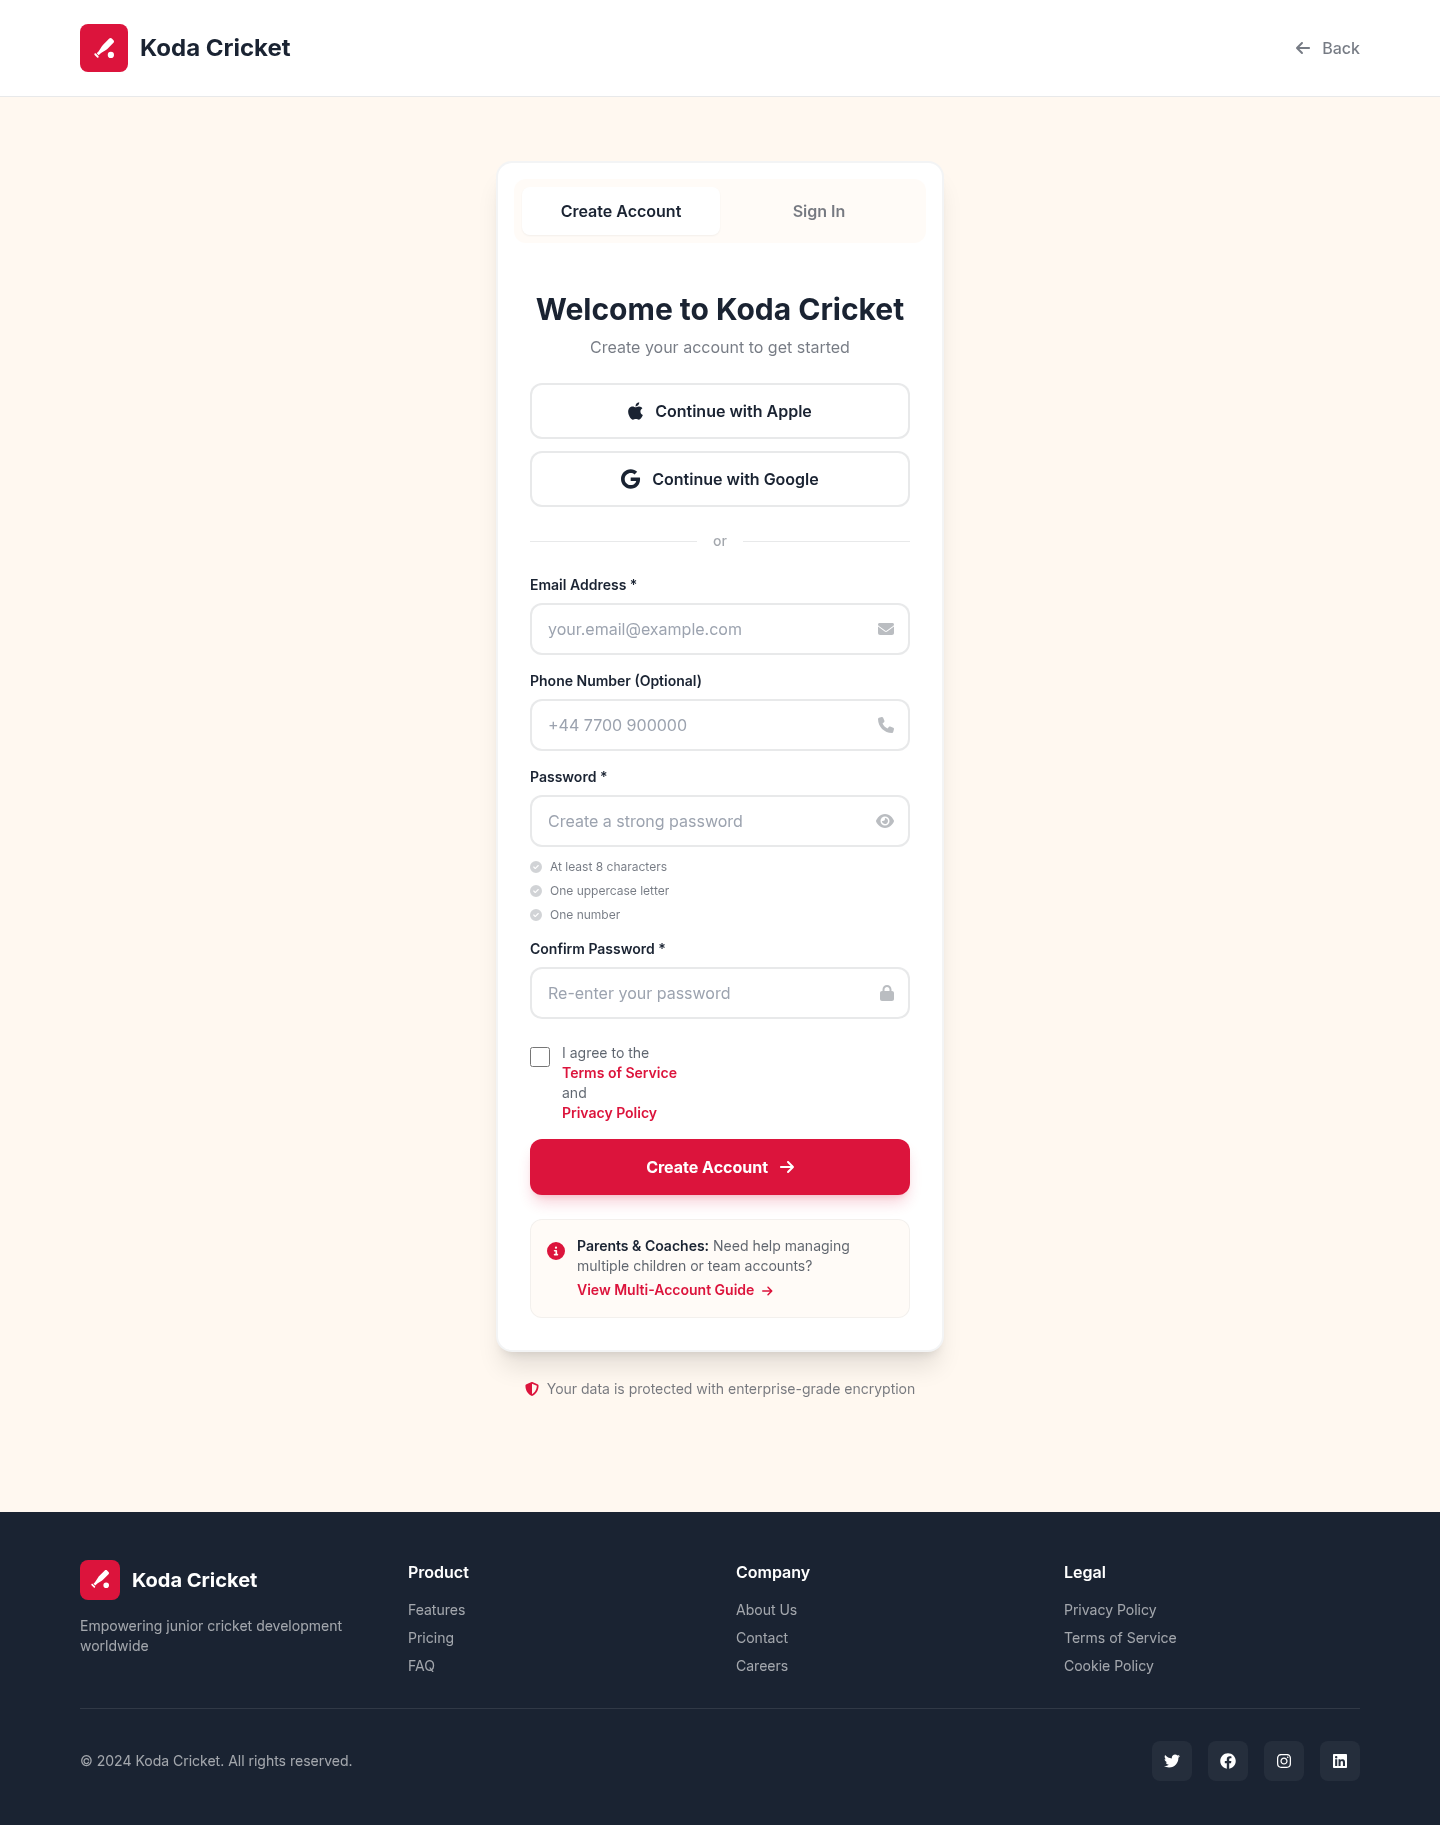 Koda Cricket
Back
Create Account
Sign In
Welcome to Koda Cricket
Create your account to get started
Continue with Apple
Continue with Google
or
Email Address *
your.email@example.com
Phone Number (Optional)
+44 7700 900000
Password *
Create a strong password
At least 8 characters
One uppercase letter
One number
Confirm Password *
Re-enter your password
I agree to the
Terms of Service
and
Privacy Policy
Create Account
Parents & Coaches: Need help managing
multiple children or team accounts?
View Multi-Account Guide
Your data is protected with enterprise-grade encryption
Koda Cricket
Empowering junior cricket development
worldwide
Product
Features
Pricing
FAQ
Company
About Us
Contact
Careers
Legal
Privacy Policy
Terms of Service
Cookie Policy
© 2024 Koda Cricket. All rights reserved.